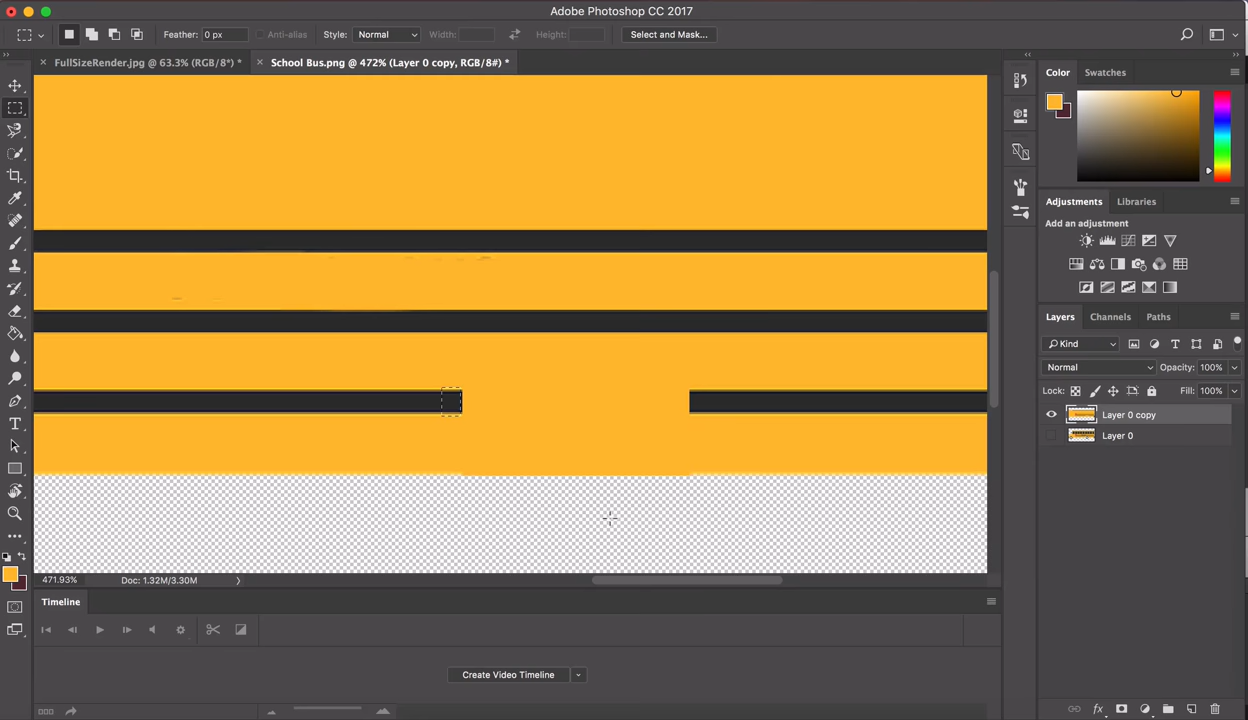 Adobe Photoshop CC 2017
Feather: 0 px Anti-alias Style: Normal Width: Height: Select and Mask...
FullSizeRender.jpg @ 63.3% (RGB/8*) * School Bus.png @ 472% (Layer 0 copy, RGB/8#) *
Color Swatches
Adjustments Libraries
Add an adjustment
Layers Channels Paths
Kind
Normal Opacity: 100%
Lock: Fill: 100%
Layer 0 copy
Layer 0
471.93% Doc: 1.32M/3.30M
Timeline
Create Video Timeline